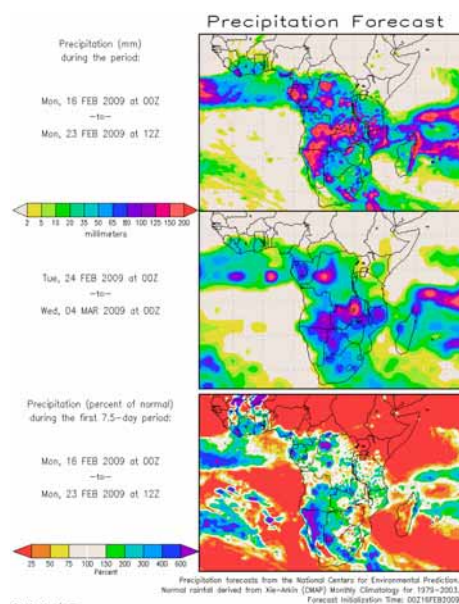 Precipitation Forecast
Precipitation (mm)
during the period:
Mon, 16 FEB 2009 at 00Z
—to—
Mon, 23 FEB 2009 at 12Z
2 5 10 20 35 50 65 80 100 125 150 200
millimeters
Tue, 24 FEB 2009 at 00Z
—to—
Wed, 04 MAR 2009 at 00Z
Precipitation (percent of normal)
during the first 7.5-day period:
Mon, 16 FEB 2009 at 00Z
—to—
Mon, 23 FEB 2009 at 12Z
25 50 75 100 150 200 300 400 600
Percent
Precipitation forecasts from the National Centers for Environmental Prediction.
Normal rainfall derived from Xie-Arkin (CMAP) Monthly Climatology for 1979-2003.
Forecast Initialization Time: 00Z16FEB2009